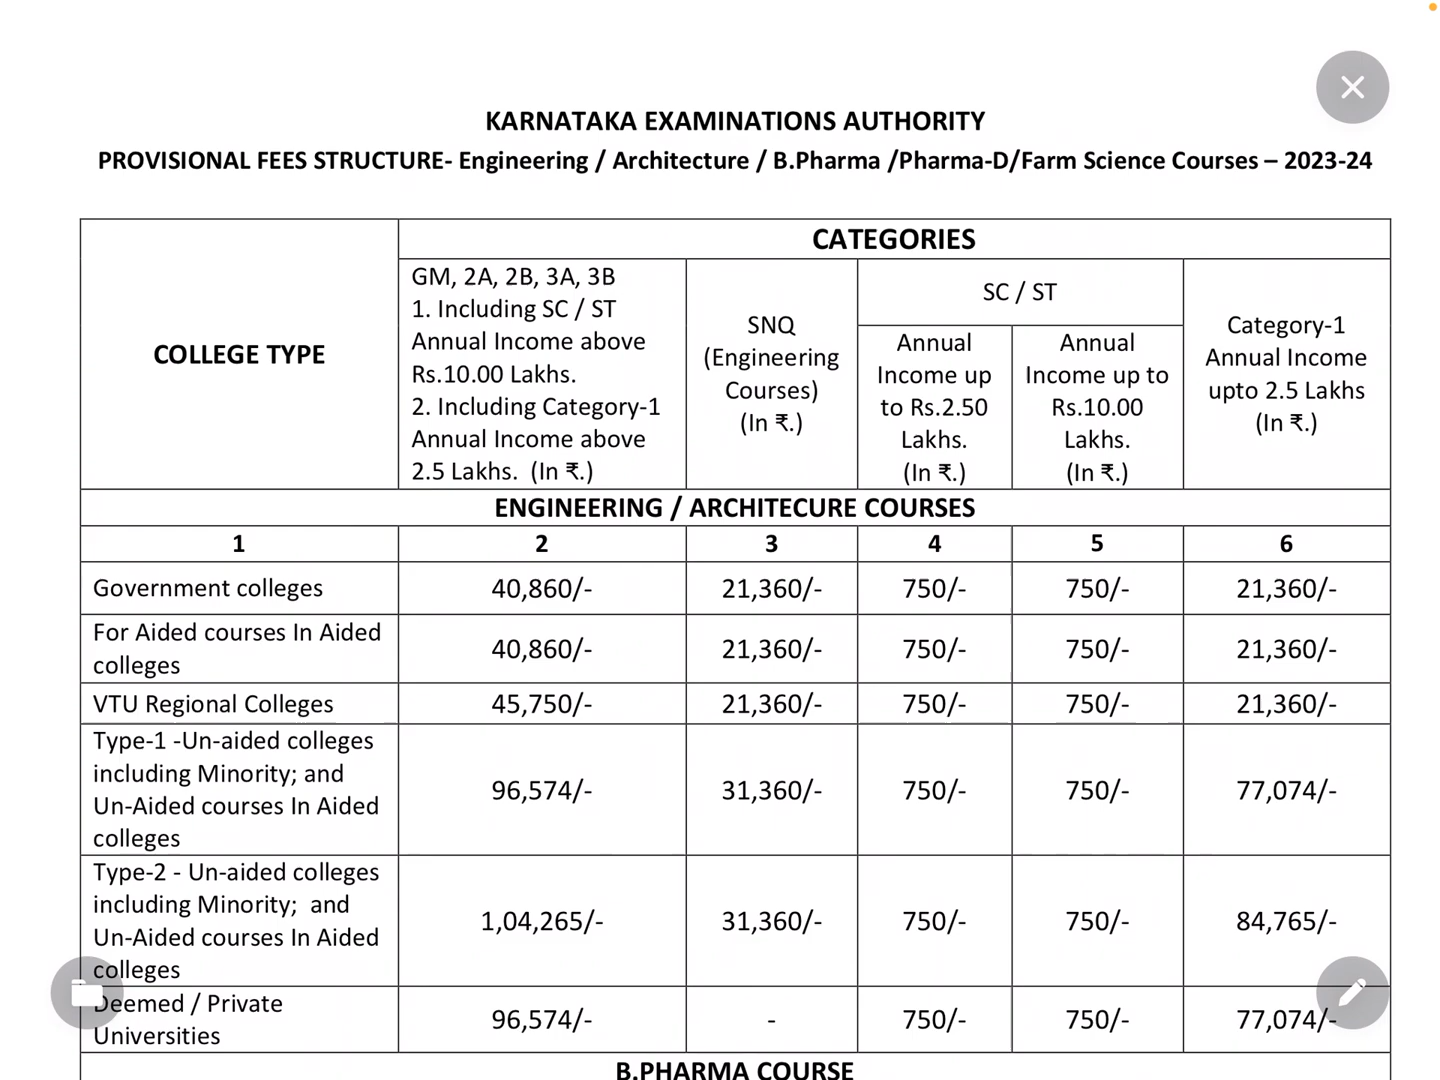 KARNATAKA EXAMINATIONS AUTHORITY
PROVISIONAL FEES STRUCTURE- Engineering / Architecture / B.Pharma /Pharma-D/Farm Science Courses – 2023-24
COLLEGE TYPE
CATEGORIES
GM, 2A, 2B, 3A, 3B
1. Including SC / ST
Annual Income above
Rs.10.00 Lakhs.
2. Including Category-1
Annual Income above
2.5 Lakhs. (In ₹.)
SNQ
(Engineering
Courses)
(In ₹.)
SC / ST
Annual
Income up
to Rs.2.50
Lakhs.
(In ₹.)
Annual
Income up to
Rs.10.00
Lakhs.
(In ₹.)
Category-1
Annual Income
upto 2.5 Lakhs
(In ₹.)
ENGINEERING / ARCHITECURE COURSES
1 2 3 4 5 6
Government colleges 40,860/- 21,360/- 750/- 750/- 21,360/-
For Aided courses In Aided
colleges
40,860/- 21,360/- 750/- 750/- 21,360/-
VTU Regional Colleges 45,750/- 21,360/- 750/- 750/- 21,360/-
Type-1 -Un-aided colleges
including Minority; and
Un-Aided courses In Aided
colleges
96,574/- 31,360/- 750/- 750/- 77,074/-
Type-2 - Un-aided colleges
including Minority; and
Un-Aided courses In Aided
colleges
1,04,265/- 31,360/- 750/- 750/- 84,765/-
Deemed / Private
Universities
96,574/- - 750/- 750/- 77,074/-
B.PHARMA COURSE